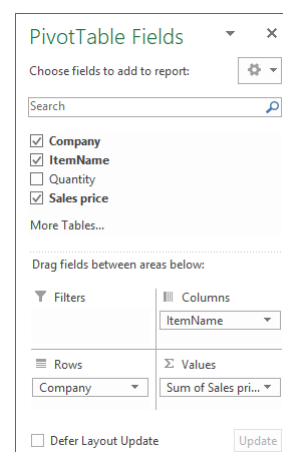 PivotTable Fields
Choose fields to add to report:
Search
Company
ItemName
Quantity
Sales price
More Tables...
Drag fields between areas below:
Filters
Columns
ItemName
Rows
Σ Values
Company
Sum of Sales pri...
Defer Layout Update
Update